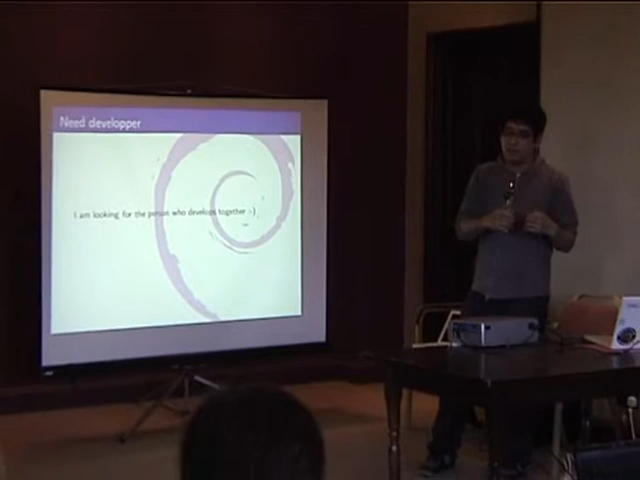 Need developper
I am looking for the person who develops together :-)